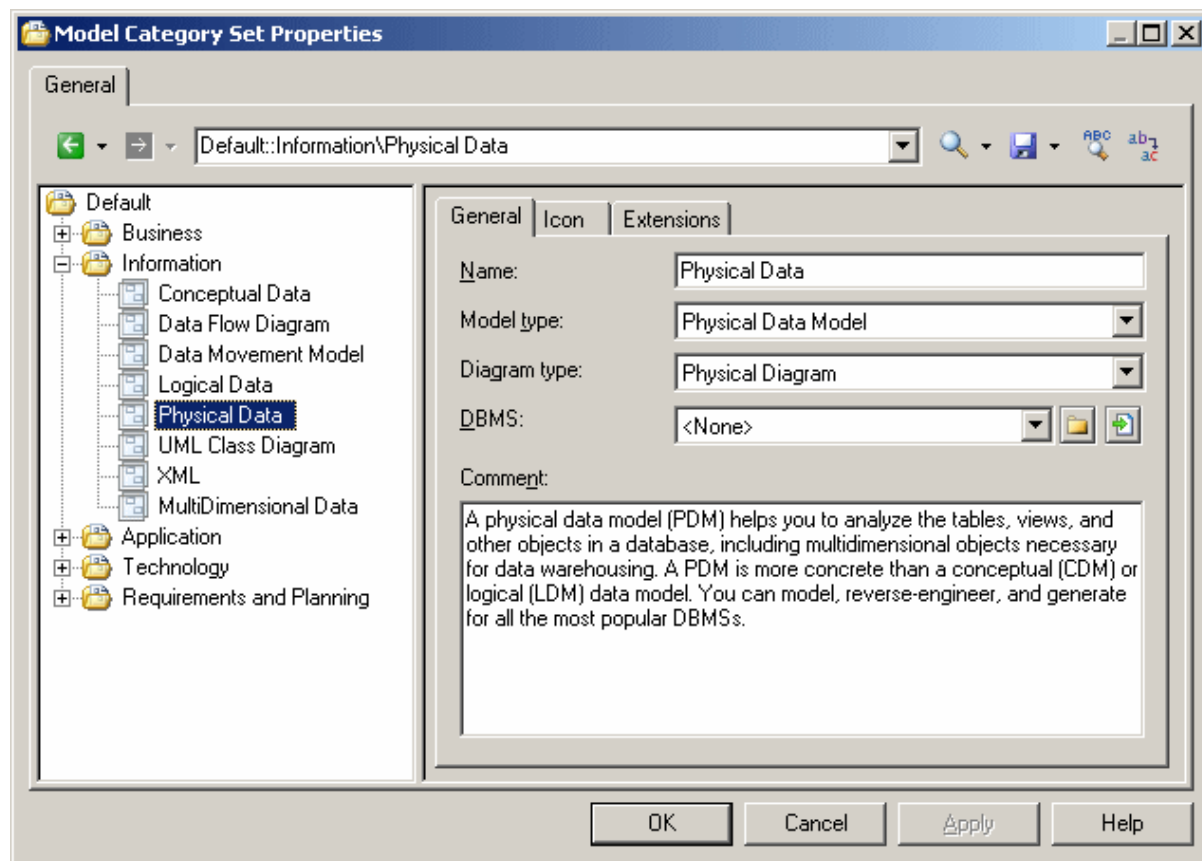 Model Category Set Properties
General
Default::Information\Physical Data
ABC
ab
ac
Default
Business
Information
Conceptual Data
Data Flow Diagram
Data Movement Model
Logical Data
Physical Data
UML Class Diagram
XML
MultiDimensional Data
Application
Technology
Requirements and Planning
General Icon Extensions
Name: Physical Data
Model type: Physical Data Model
Diagram type: Physical Diagram
DBMS: <None>
Comment:
A physical data model (PDM) helps you to analyze the tables, views, and
other objects in a database, including multidimensional objects necessary
for data warehousing. A PDM is more concrete than a conceptual (CDM) or
logical (LDM) data model. You can model, reverse-engineer, and generate
for all the most popular DBMSs.
OK Cancel Apply Help